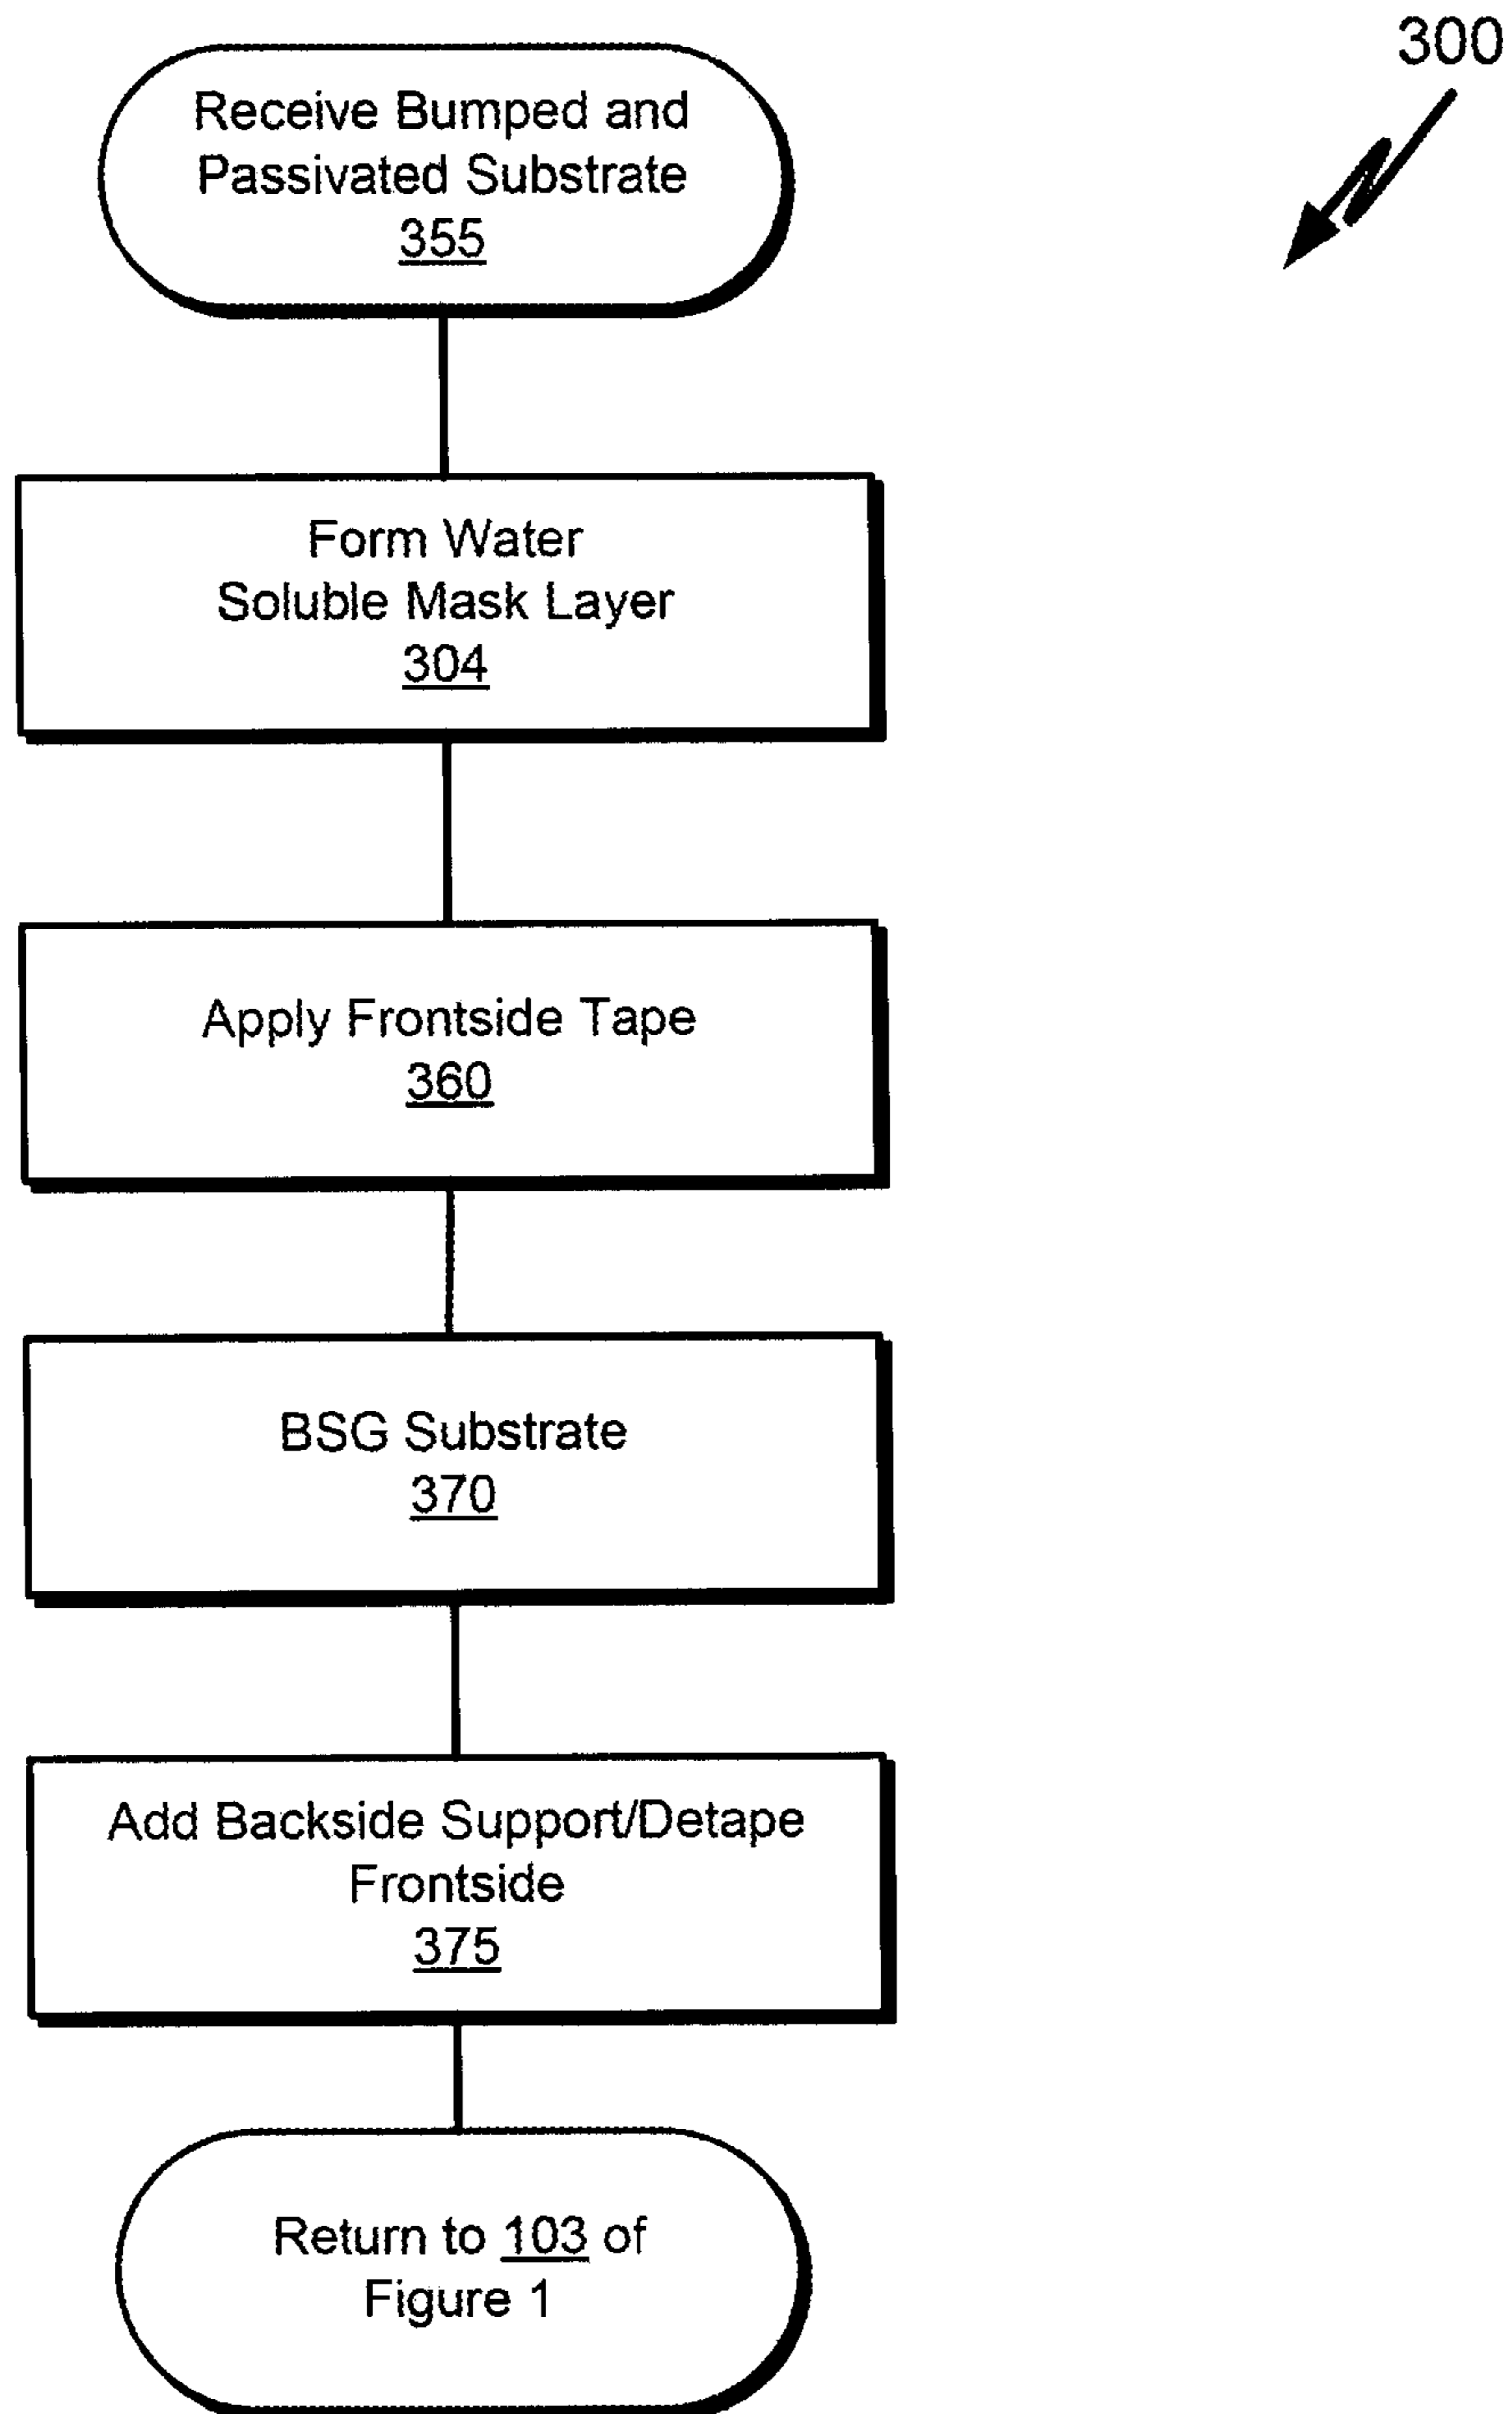 300
Receive Bumped and
Passivated Substrate
355
Form Water
Soluble Mask Layer
304
Apply Frontside Tape
360
BSG Substrate
370
Add Backside Support/Detape
Frontside
375
Return to 103 of
Figure 1